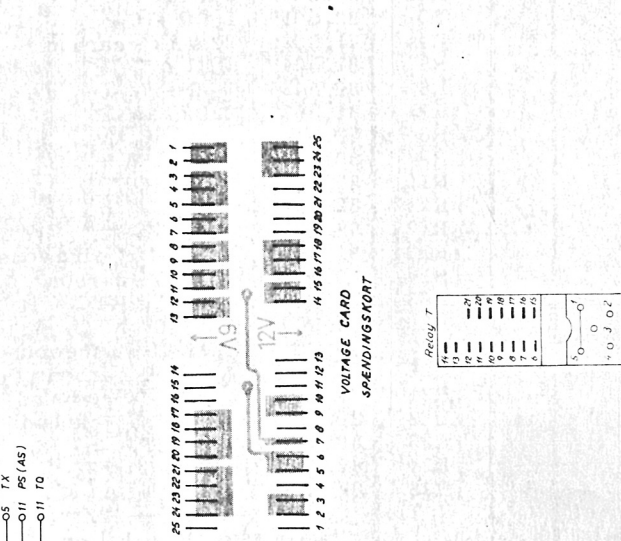 O5 TX
O11 PS(AS)
O11 TQ
25 24 23 22 21 20 19 18 17 16 15 14
13 12 11 10 9 8 7 6 5 4 3 2 1
6V
12V
1 2 3 4 5 6 7 8 9 10 11 12 13
14 15 16 17 18 19 20 21 22 23 24 25
VOLTAGE CARD
SPENDINGSKORT
Relay T
14
13
12 21
11 20
10 19
9 18
8 17
7 16
6 15
5 1
4 3 2